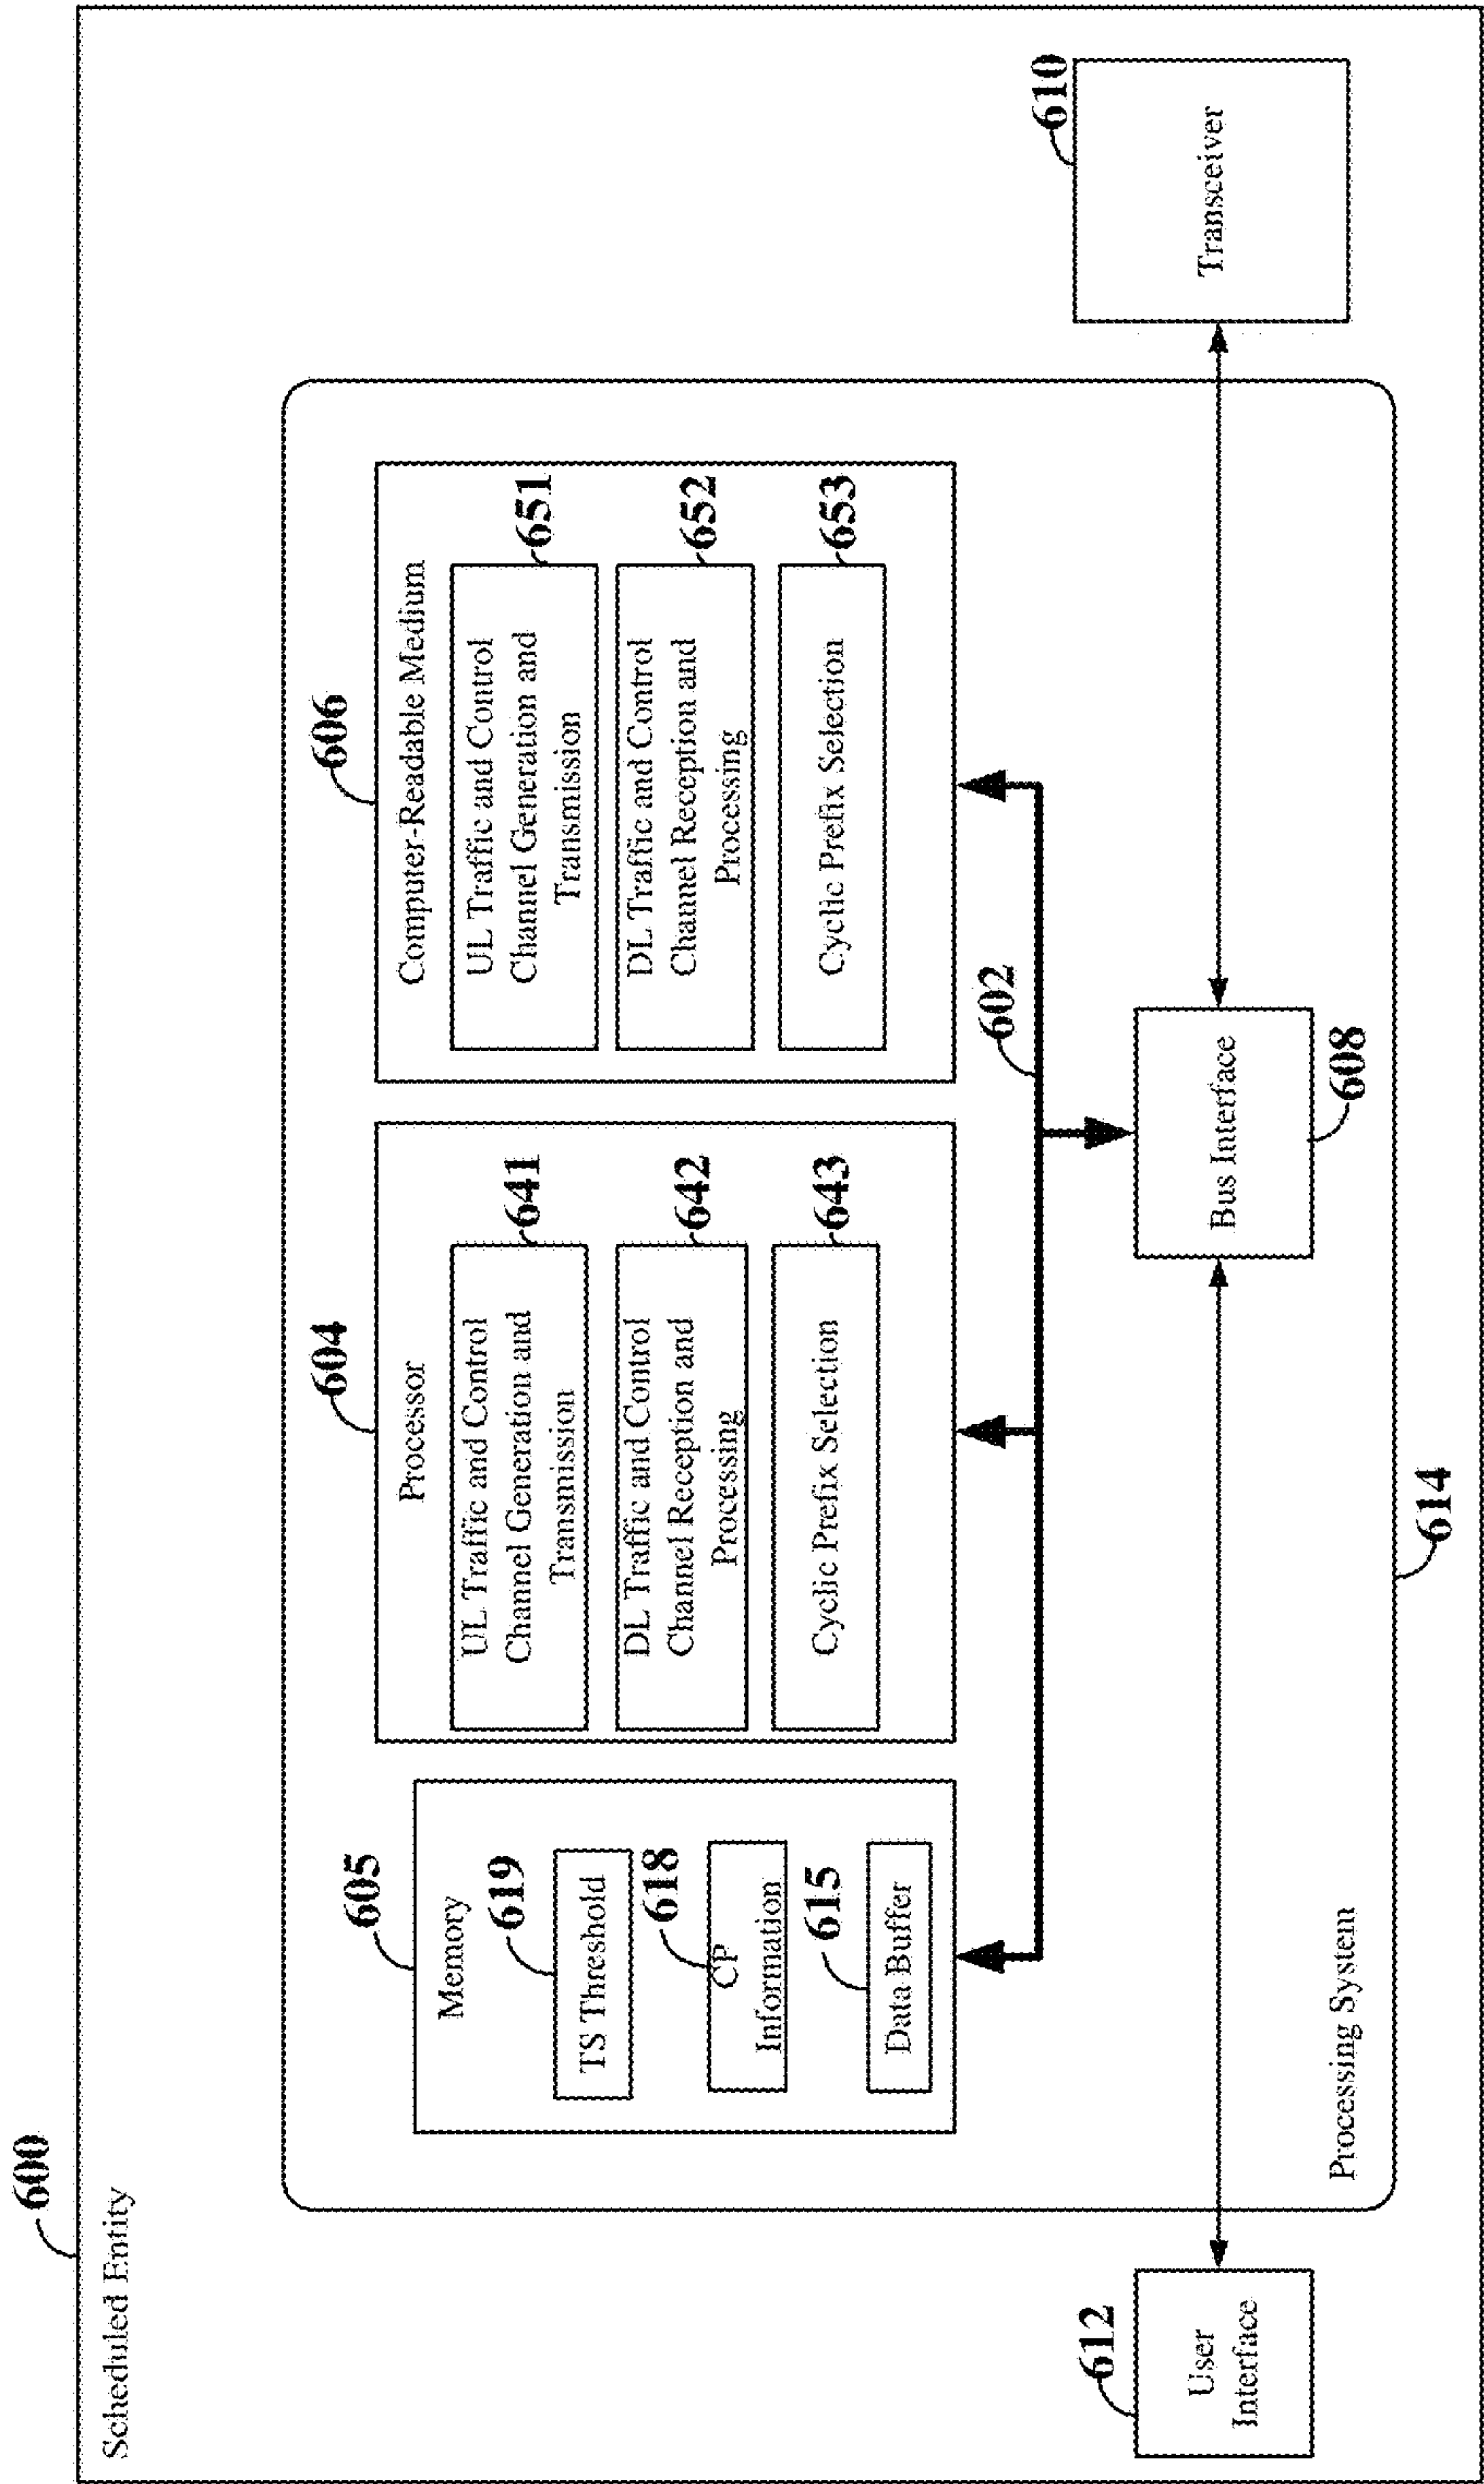 600
Scheduled Entity
605
Memory
619
TS Threshold
618
CP
Information
615
Data Buffer
604
Processor
UL Traffic and Control
Channel Generation and
Transmission
641
DL Traffic and Control
Channel Reception and
Processing
642
Cyclic Prefix Selection
643
606
Computer-Readable Medium
UL Traffic and Control
Channel Generation and
Transmission
651
DL Traffic and Control
Channel Reception and
Processing
652
Cyclic Prefix Selection
653
602
612
User
Interface
Bus Interface
608
610
Transceiver
Processing System
614